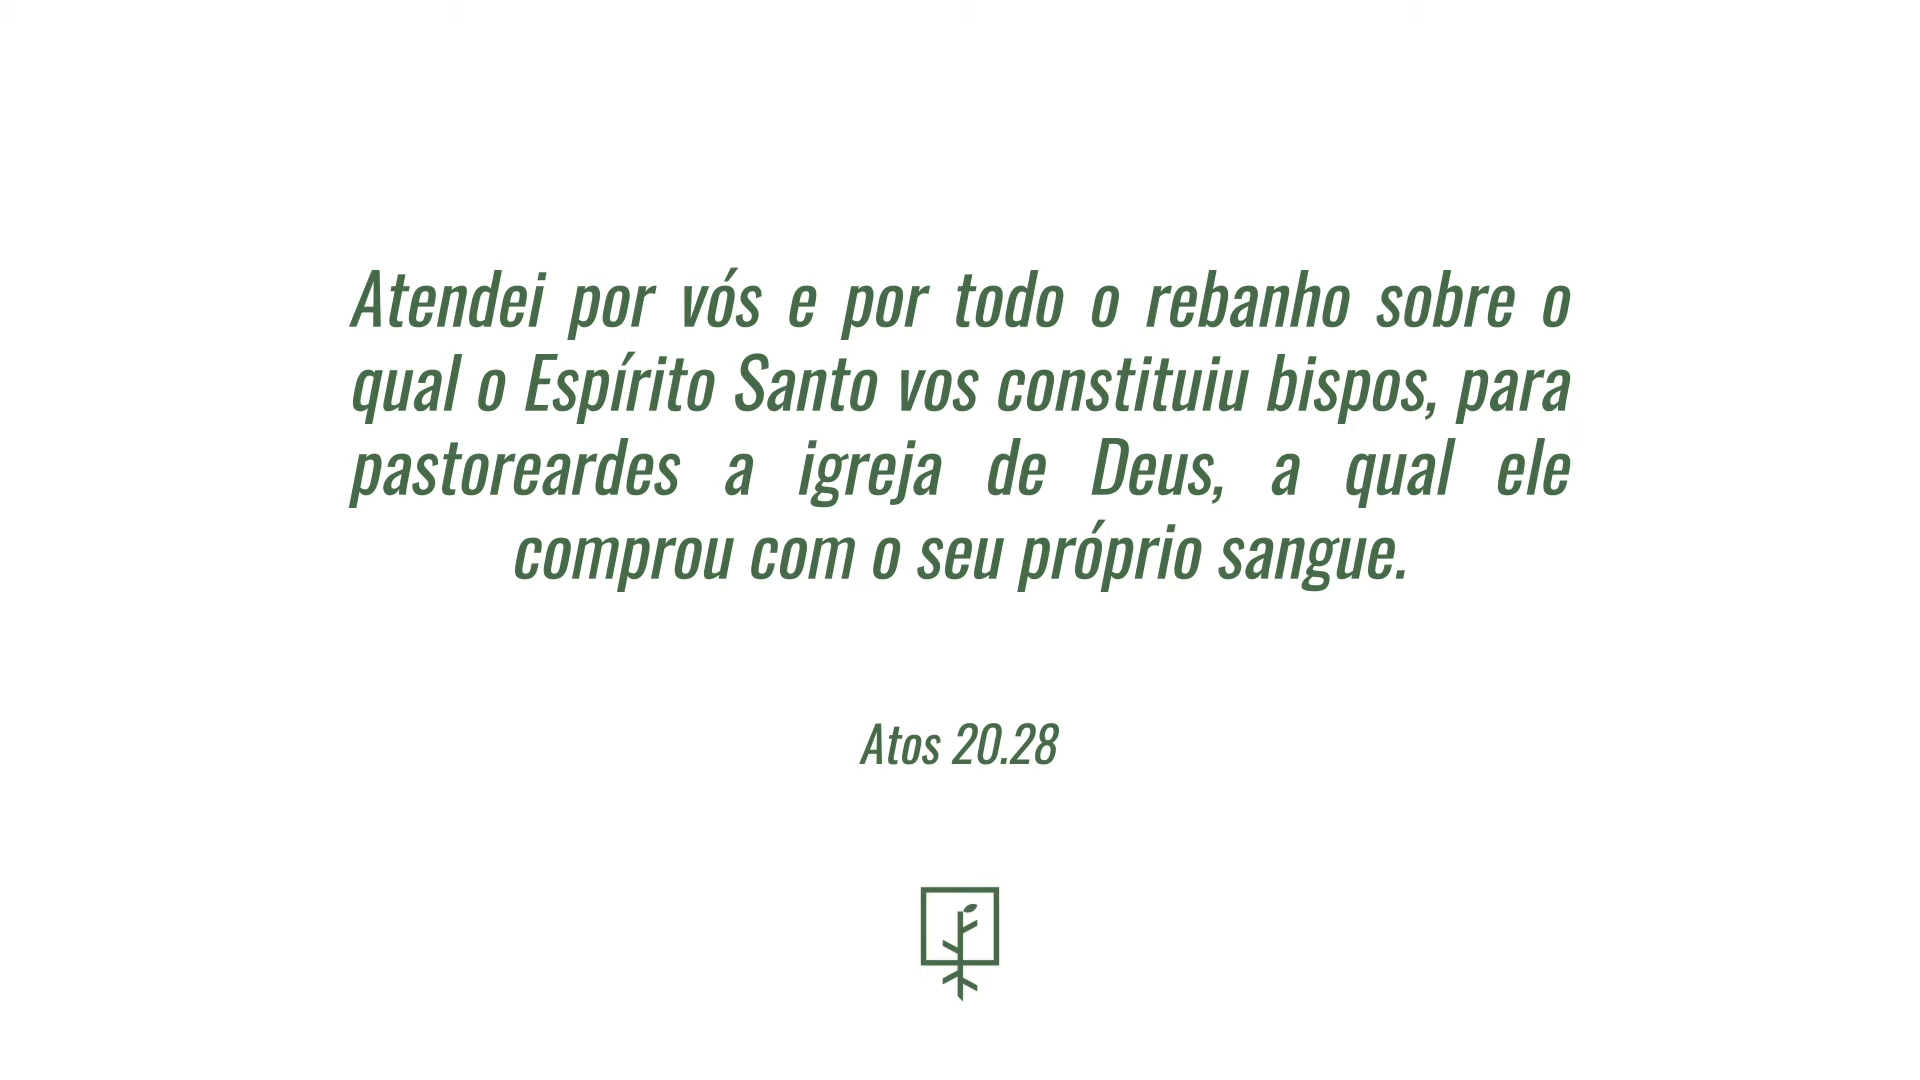 Atendei por vós e por todo o rebanho sobre o
qual o Espírito Santo vos constituiu bispos, para
pastoreardes a igreja de Deus, a qual ele
comprou com o seu próprio sangue.
Atos 20.28